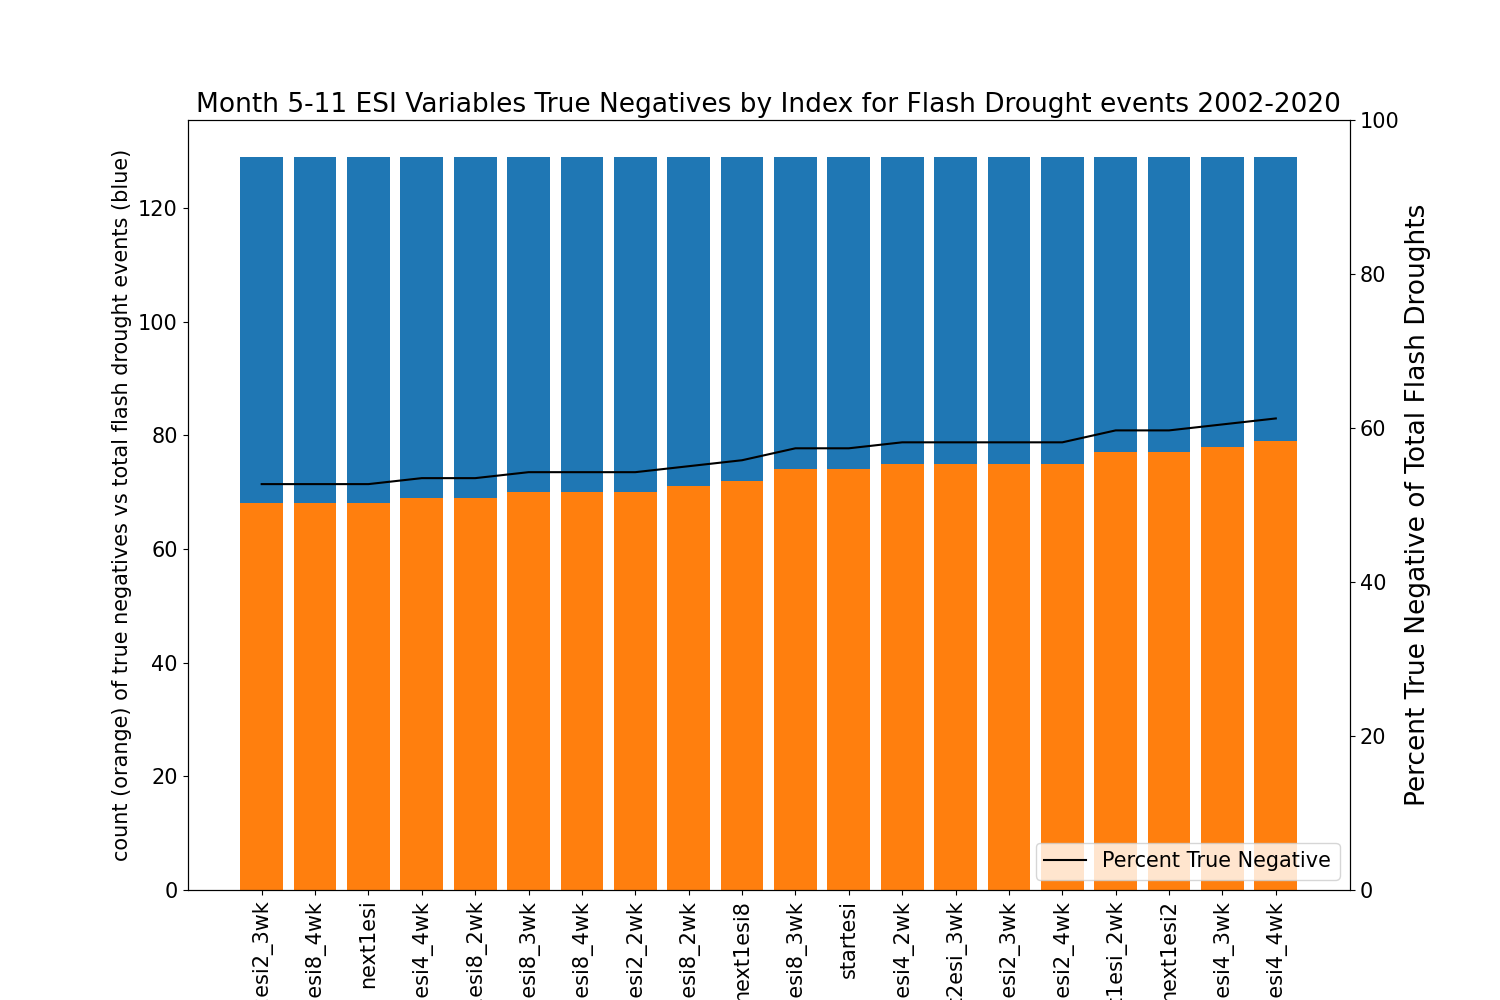 Month 5-11 ESI Variables True Negatives by Index for Flash Drought events 2002-2020
count (orange) of true negatives vs total flash drought events (blue)
120
100
80
60
40
20
0
100
80
60
40
20
0
Percent True Negative of Total Flash Droughts
Percent True Negative
esi2_3wk
esi8_4wk
next1esi
esi4_4wk
esi8_2wk
esi8_3wk
esi8_4wk
esi2_2wk
esi8_2wk
next1esi8
esi8_3wk
startesi
esi4_2wk
t2esi_3wk
esi2_3wk
esi2_4wk
t1esi_2wk
next1esi2
esi4_3wk
esi4_4wk